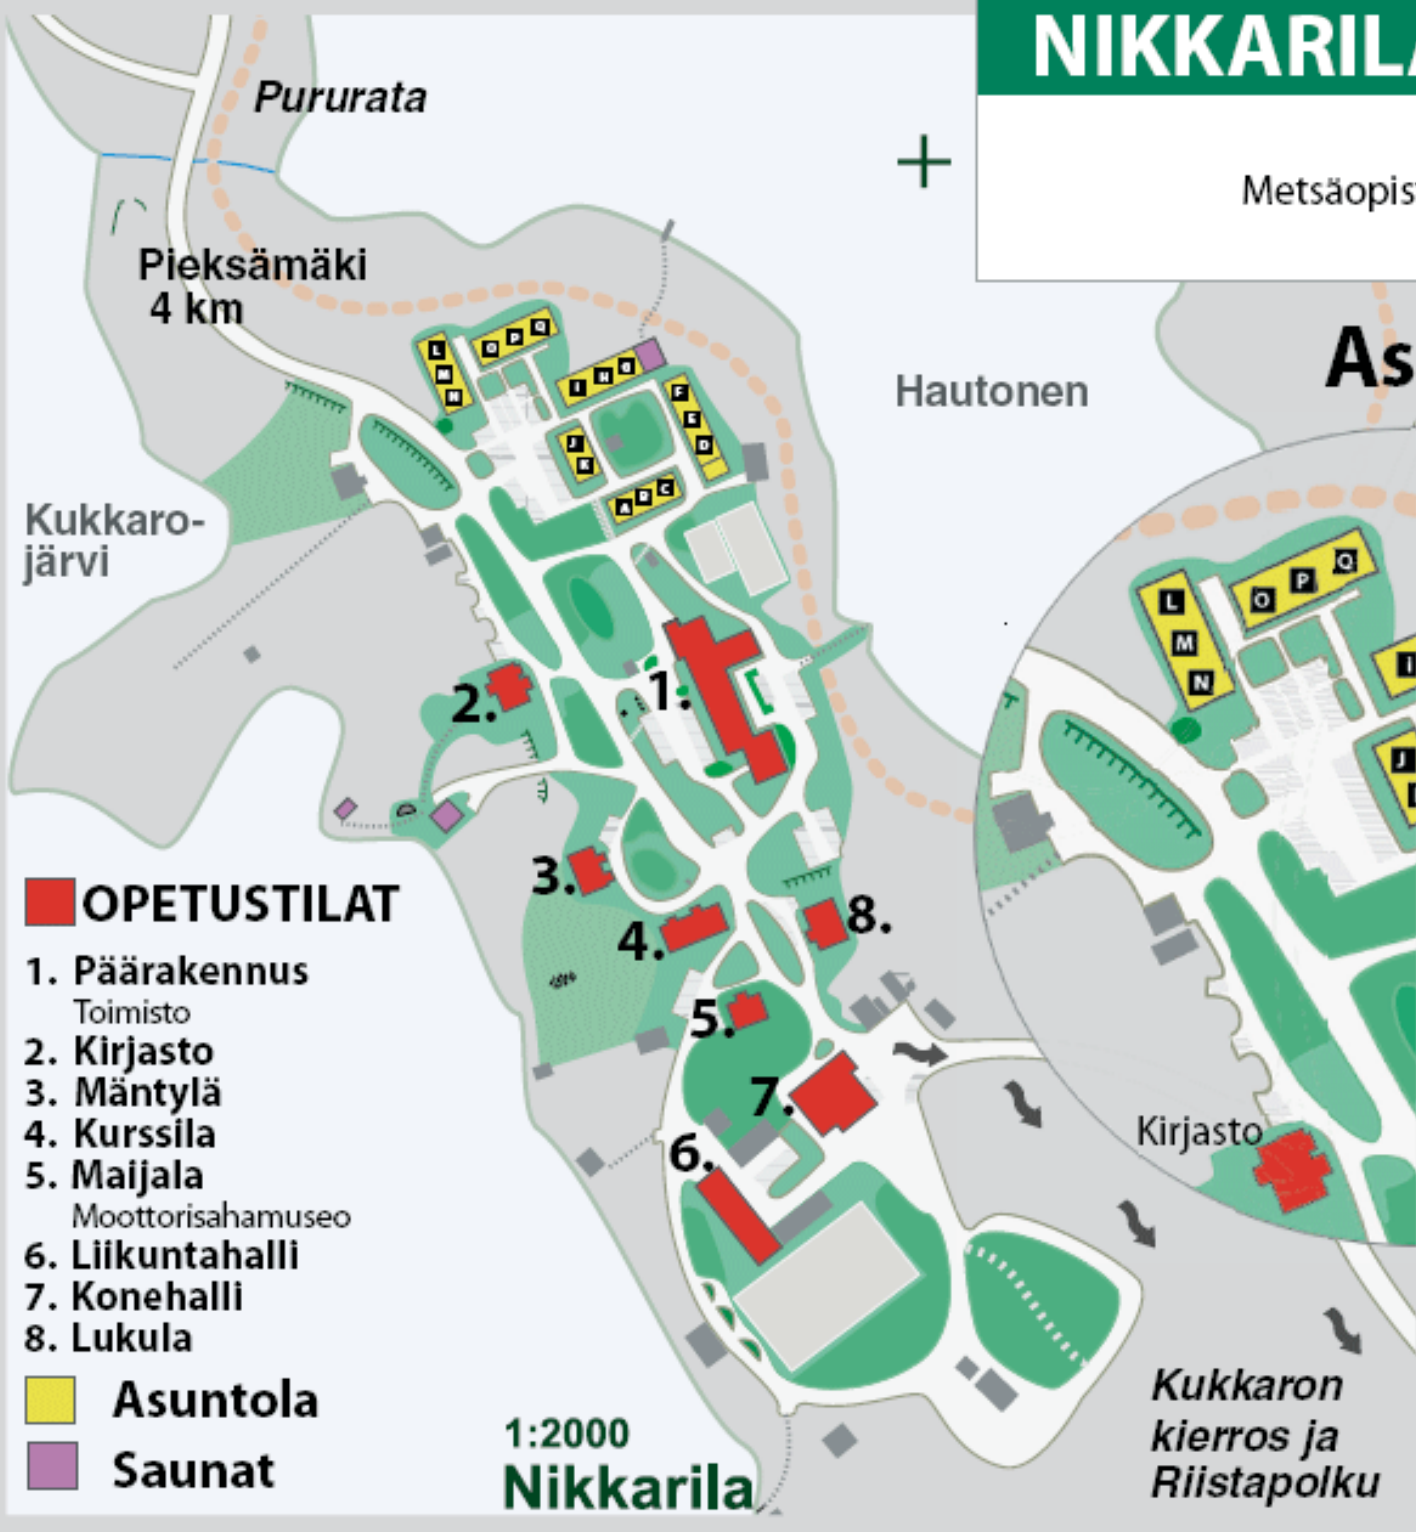 NIKKARILA
Metsäopis
Pururata
Pieksämäki
4 km
Hautonen
As
Kukkaro-
järvi
L
M
N
O P Q
I H G
F
E
D
J
K
A B C
1.
2.
3.
4.
5.
6.
7.
8.
L
M
N
O P Q
I
J
Kirjasto
OPETUSTILAT
1. Päärakennus
Toimisto
2. Kirjasto
3. Mäntylä
4. Kurssila
5. Maijala
Moottorisahamuseo
6. Liikuntahalli
7. Konehalli
8. Lukula
Asuntola
Saunat
1:2000
Nikkarila
Kukkaron
kierros ja
Riistapolku